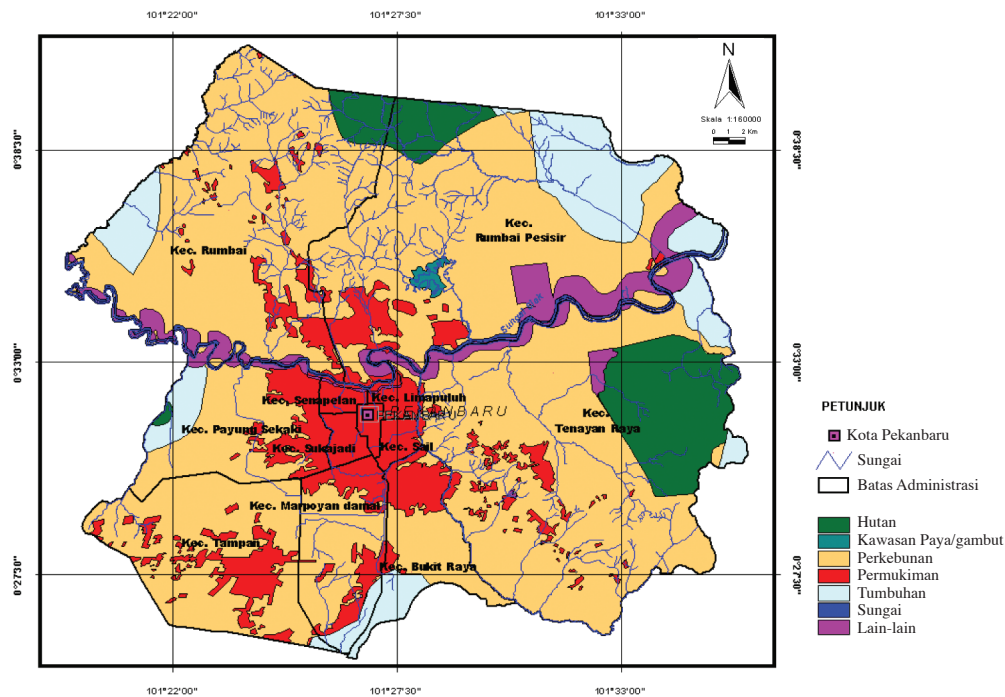 101°22'00" 101°27'30" 101°33'00"
N
Skala 1:160000
0 1 2 Km
0°38'30" 0°38'30"
Kec.
Rumbai Pesisir
Kec. Rumbai
0°33'00" 0°33'00"
Kec. Senapelan Kec. Limapuluh
PEKANBARU
Kec. Payung Sekaki
Kec.
Tenayan Raya
Kec. Sukajadi Kec. Sail
Kec. Marpoyan damai
Kec. Tampan
Kec. Bukit Raya
0°27'30" 0°27'30"
101°22'00" 101°27'30" 101°33'00"
PETUNJUK
Kota Pekanbaru
Sungai
Batas Administrasi
Hutan
Kawasan Paya/gambut
Perkebunan
Permukiman
Tumbuhan
Sungai
Lain-lain